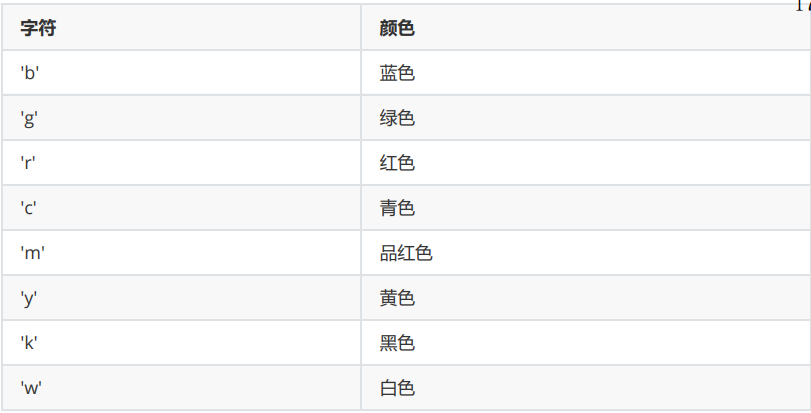 字符 颜色
'b' 蓝色
'g' 绿色
'r' 红色
'c' 青色
'm' 品红色
'y' 黄色
'k' 黑色
'w' 白色